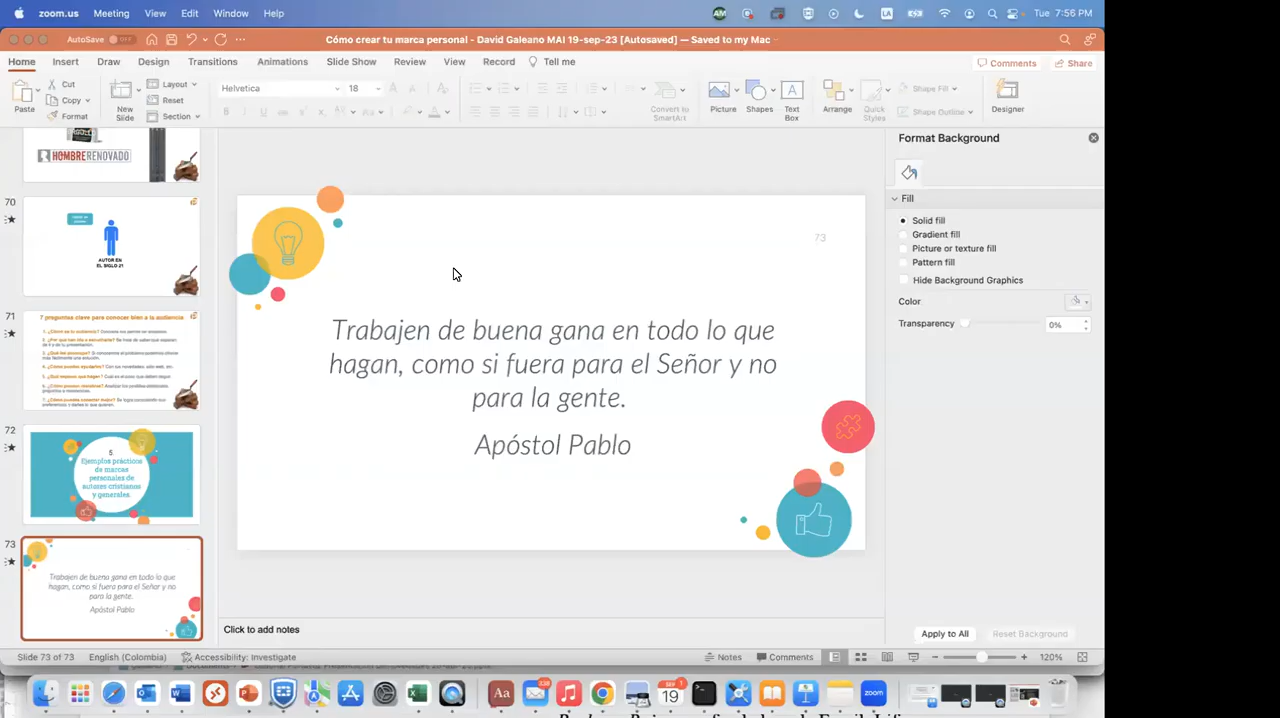 zoom.us Meeting View Edit Window Help
Tue 7:56 PM
AutoSave OFF
Cómo crear tu marca personal - David Galeano MAI 19-sep-23 [Autosaved] — Saved to my Mac
Home Insert Draw Design Transitions Animations Slide Show Review View Record Tell me
Comments Share
Paste
Cut
Copy
Format
New Slide
Layout
Reset
Section
Helvetica 18
Convert to SmartArt
Picture
Shapes
Text Box
Arrange
Quick Styles
Shape Fill
Shape Outline
Designer
HOMBRERENOVADO
70
AUTOR EN
EL SIGLO 21
71
7 preguntas clave para conocer bien a la audiencia
72
5.
Ejemplos prácticos
de marcas
personales de
autores cristianos
y generales.
73
Trabajen de buena gana en todo lo que
hagan, como si fuera para el Señor y no
para la gente.
Apóstol Pablo
73
Trabajen de buena gana en todo lo que
hagan, como si fuera para el Señor y no
para la gente.
Apóstol Pablo
Click to add notes
Format Background
Fill
Solid fill
Gradient fill
Picture or texture fill
Pattern fill
Hide Background Graphics
Color
Transparency 0%
Apply to All Reset Background
Slide 73 of 73 English (Colombia) Accessibility: Investigate
Notes Comments 120%
SEP
19
zoom